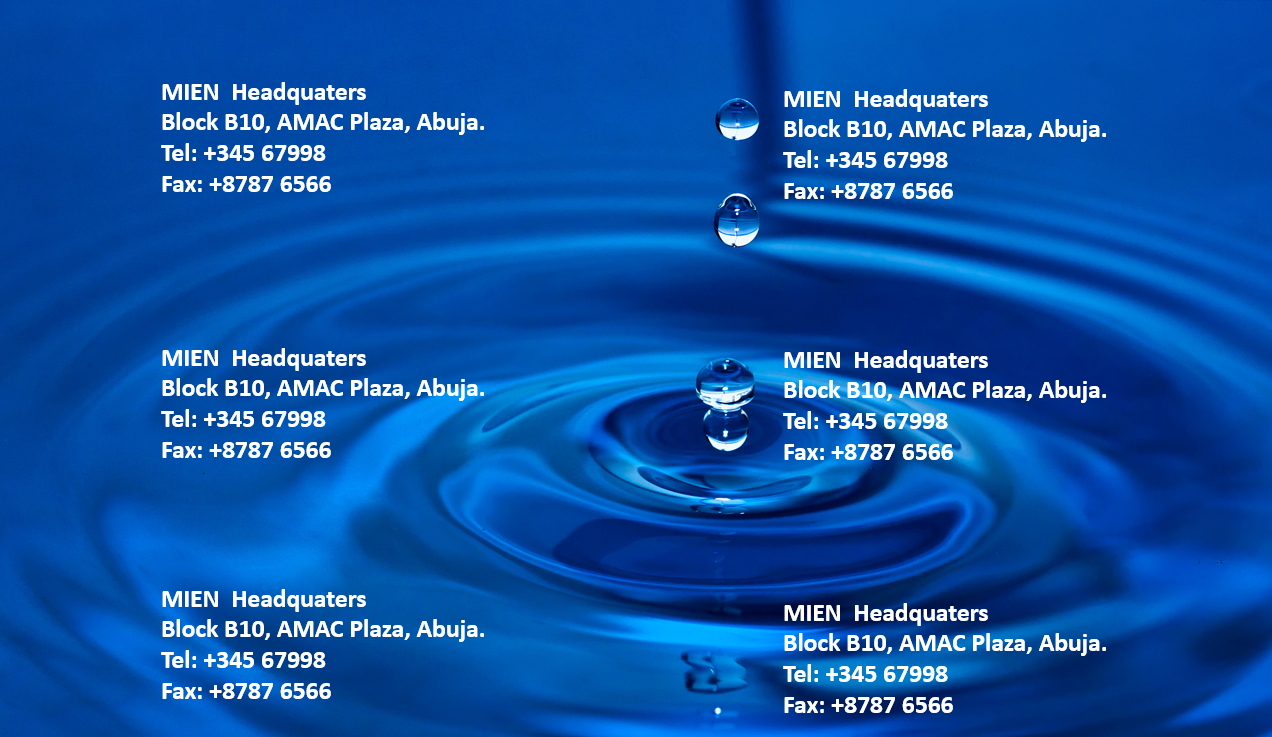 MIEN  Headquaters
Block B10, AMAC Plaza, Abuja.
Tel: +345 67998
Fax: +8787 6566
MIEN  Headquaters
Block B10, AMAC Plaza, Abuja.
Tel: +345 67998
Fax: +8787 6566
MIEN  Headquaters
Block B10, AMAC Plaza, Abuja.
Tel: +345 67998
Fax: +8787 6566
MIEN  Headquaters
Block B10, AMAC Plaza, Abuja.
Tel: +345 67998
Fax: +8787 6566
MIEN  Headquaters
Block B10, AMAC Plaza, Abuja.
Tel: +345 67998
Fax: +8787 6566
MIEN  Headquaters
Block B10, AMAC Plaza, Abuja.
Tel: +345 67998
Fax: +8787 6566